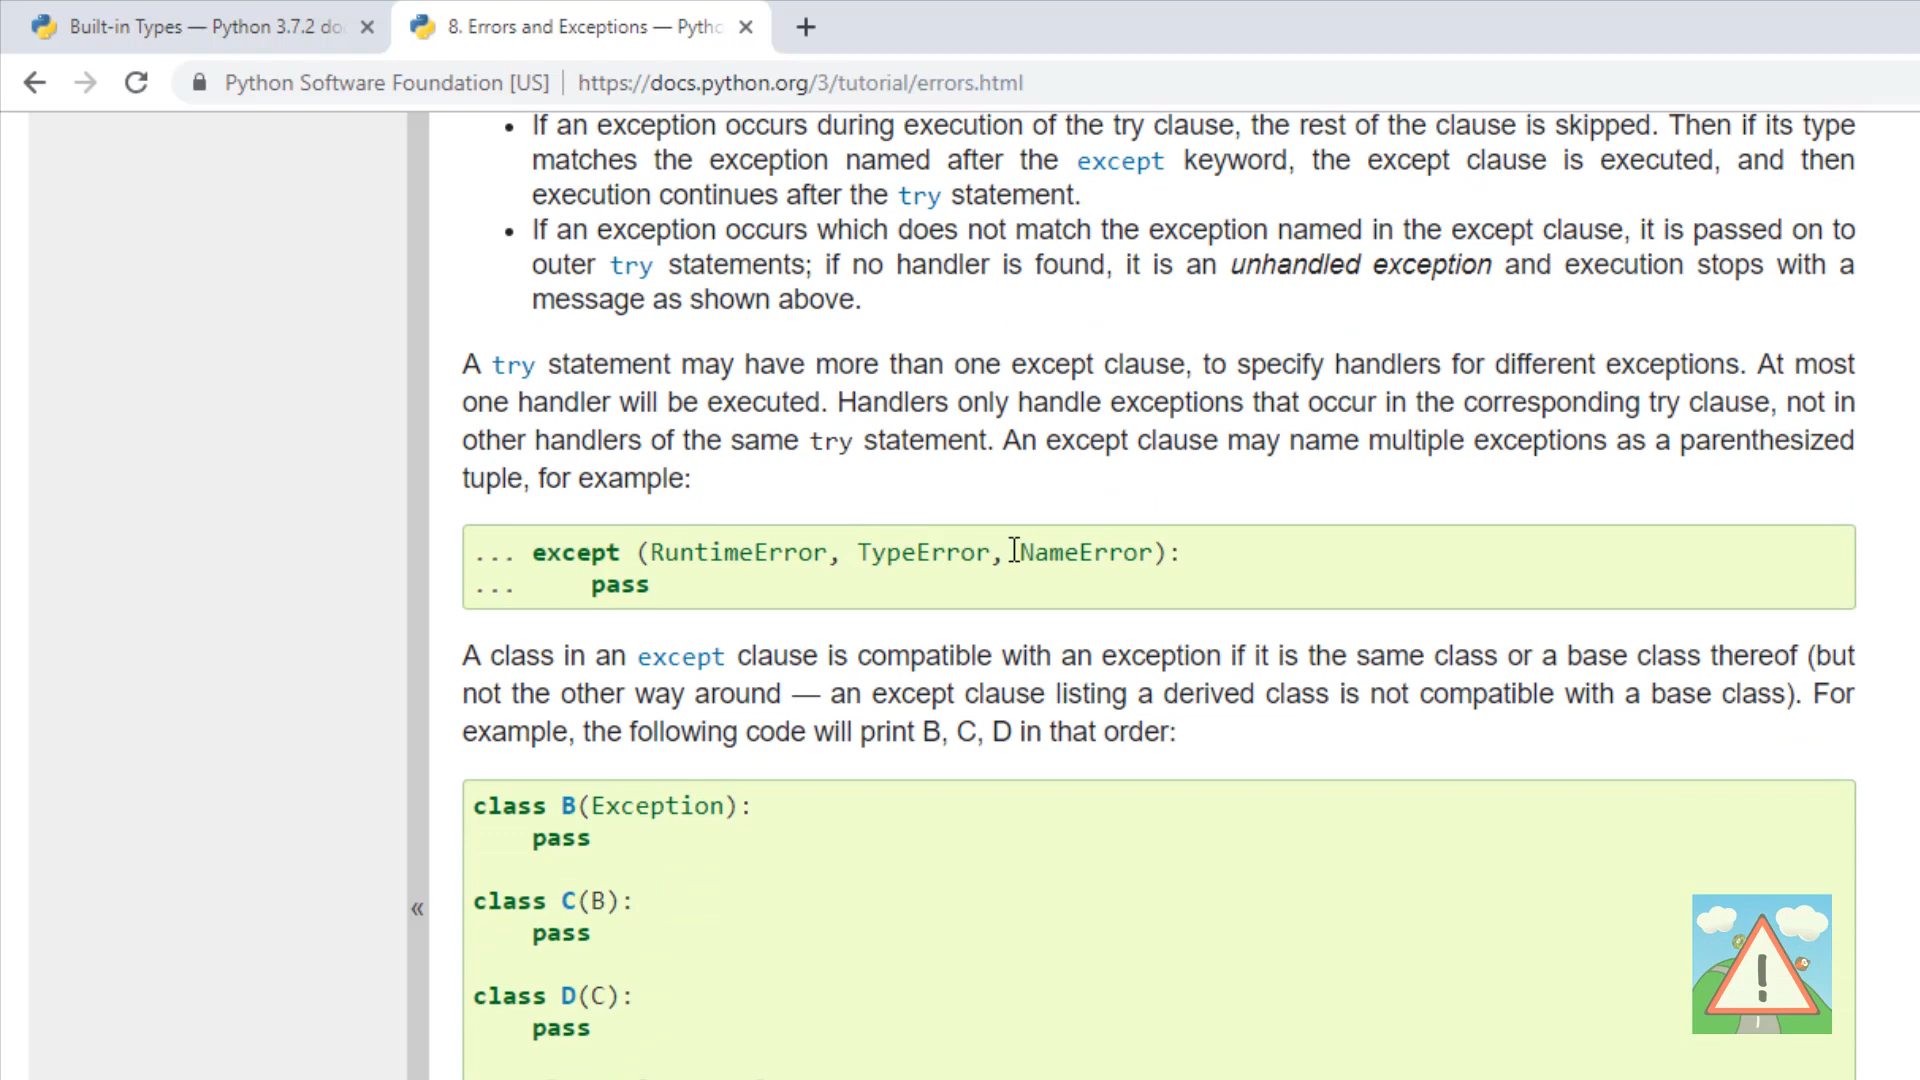 Built-in Types — Python 3.7.2 do
8. Errors and Exceptions — Pytho
Python Software Foundation [US] | https://docs.python.org/3/tutorial/errors.html
• If an exception occurs during execution of the try clause, the rest of the clause is skipped. Then if its type
matches the exception named after the except keyword, the except clause is executed, and then
execution continues after the try statement.
• If an exception occurs which does not match the exception named in the except clause, it is passed on to
outer try statements; if no handler is found, it is an unhandled exception and execution stops with a
message as shown above.
A try statement may have more than one except clause, to specify handlers for different exceptions. At most
one handler will be executed. Handlers only handle exceptions that occur in the corresponding try clause, not in
other handlers of the same try statement. An except clause may name multiple exceptions as a parenthesized
tuple, for example:
... except (RuntimeError, TypeError, NameError):
...     pass
A class in an except clause is compatible with an exception if it is the same class or a base class thereof (but
not the other way around — an except clause listing a derived class is not compatible with a base class). For
example, the following code will print B, C, D in that order:
class B(Exception):
    pass
class C(B):
    pass
«
class D(C):
    pass
!